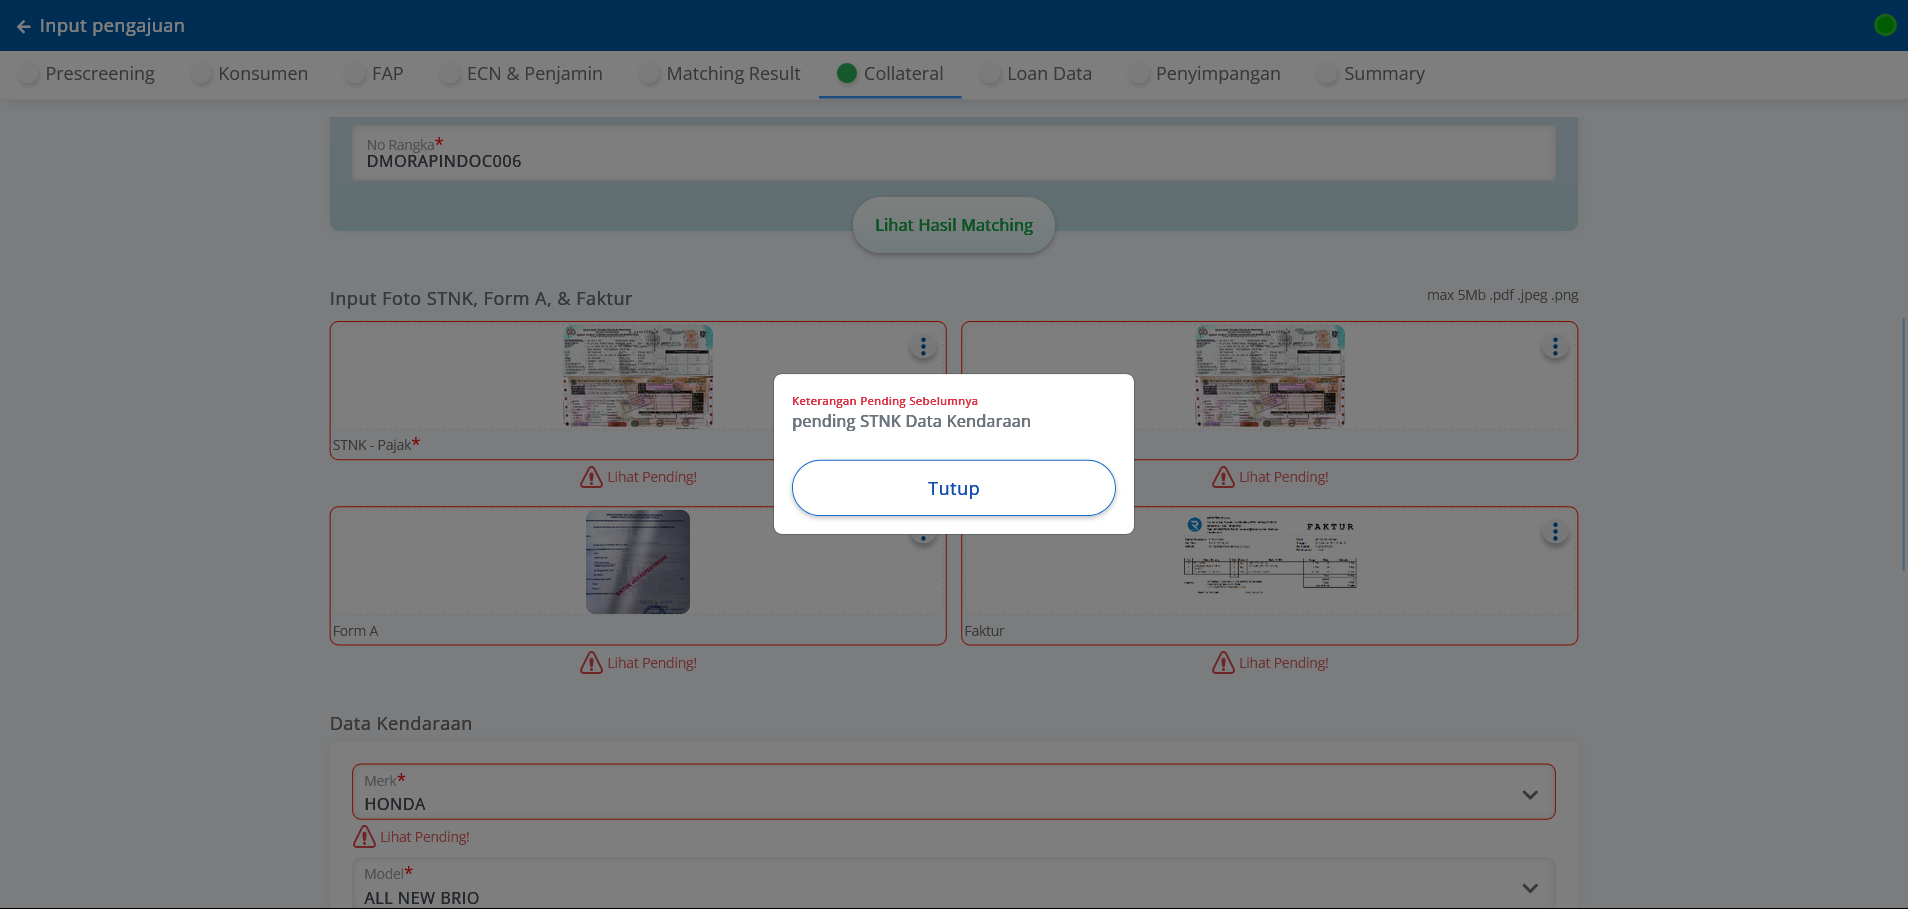 Input pengajuan
Prescreening
Konsumen
FAP
ECN & Penjamin
Matching Result
Collateral
Loan Data
Penyimpangan
Summary
No Rangka*
DMORAPINDOC006
Lihat Hasil Matching
Input Foto STNK, Form A, & Faktur
max 5Mb .pdf .jpeg .png
STNK - Pajak*
Lihat Pending!
Lihat Pending!
Keterangan Pending Sebelumnya
pending STNK Data Kendaraan
Tutup
FAKTUR
Form A
Faktur
Lihat Pending!
Lihat Pending!
Data Kendaraan
Merk*
HONDA
Lihat Pending!
Model*
ALL NEW BRIO